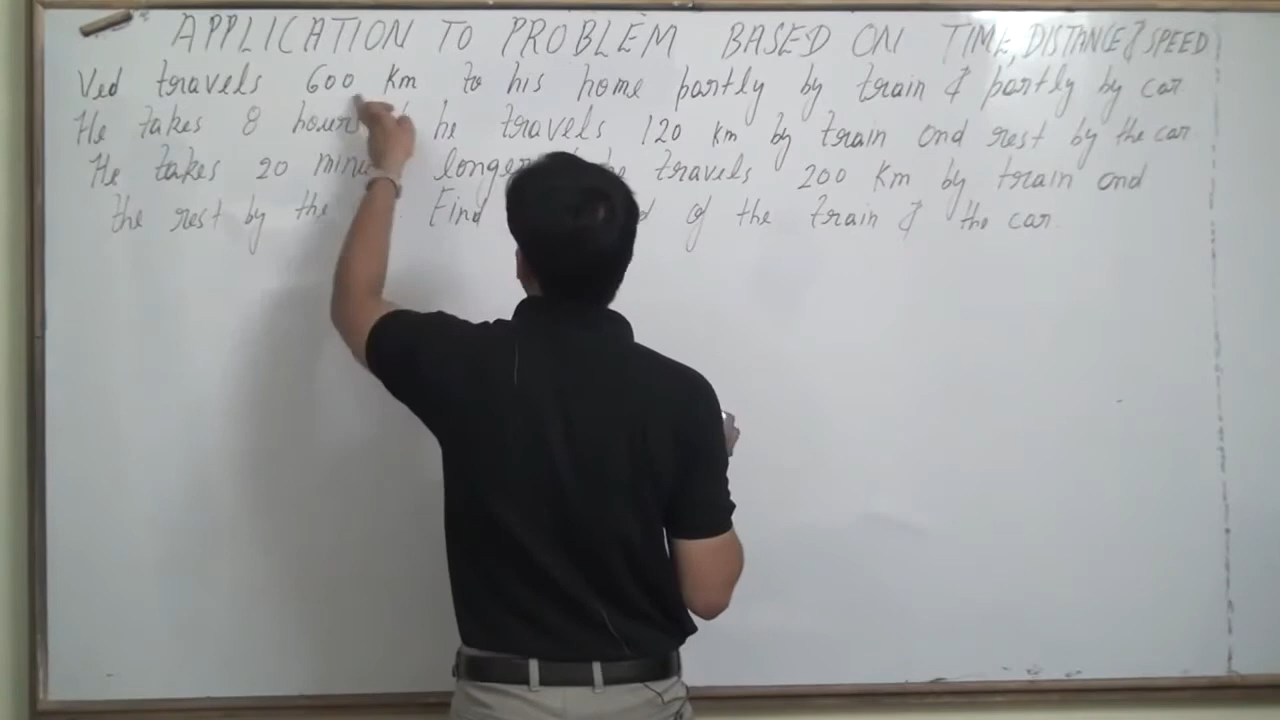 APPLICATION TO PROBLEM BASED ON TIME, DISTANCE & SPEED
Ved travels 600 Km to his home partly by train & partly by car
He takes 8 hours he travels 120 km by train and rest by the car
He takes 20 longer travels 200 Km by train and
the rest by the Find of the train & the car.